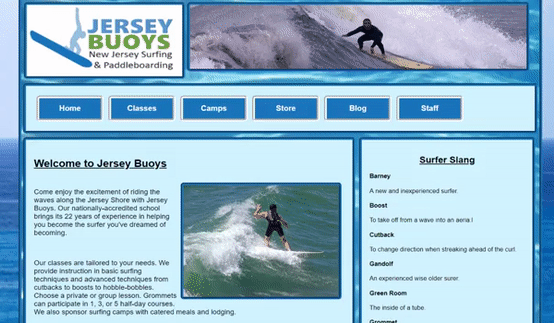 JERSEY
BUOYS
New Jersey Surfing
& Paddleboarding
Home
Classes
Camps
Store
Blog
Staff
Welcome to Jersey Buoys
Come enjoy the excitement of riding the
waves along the Jersey Shore with Jersey
Buoys. Our nationally-accredited school
brings its 22 years of experience in helping
you become the surfer you've dreamed of
becoming.
Our classes are tailored to your needs. We
provide instruction in basic surfing
techniques and advanced techniques from
cutbacks to boosts to hobble-bobbles.
Choose a private or group lesson. Grommets
can participate in 1, 3, or 5 half-day courses.
We also sponsor surfing camps with catered meals and lodging.
Surfer Slang
Barney
A new and inexperienced surfer.
Boost
To take off from a wave into an aeria.l
Cutback
To change direction when streaking ahead of the curl.
Gandolf
An experienced wise older surer.
Green Room
The inside of a tube.
Grommet